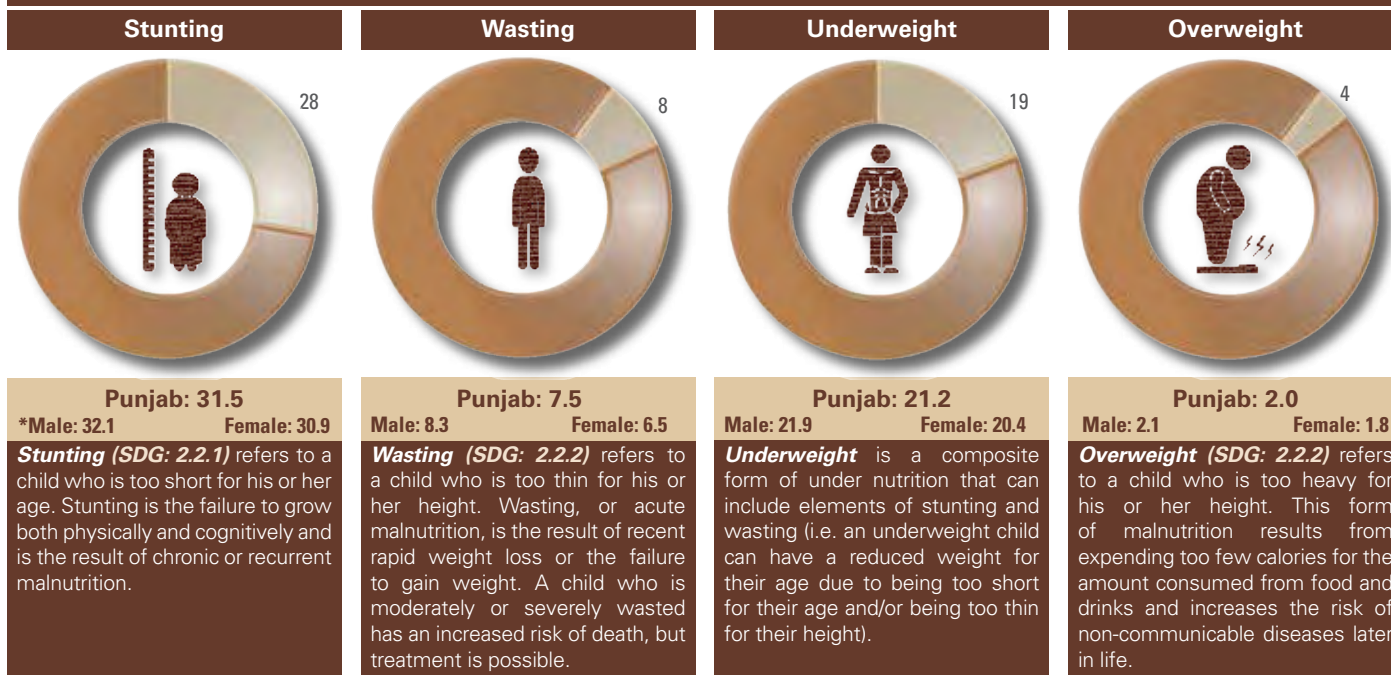 Stunting
28
Punjab: 31.5
*Male: 32.1 Female: 30.9
Stunting (SDG: 2.2.1) refers to a
child who is too short for his or her
age. Stunting is the failure to grow
both physically and cognitively and
is the result of chronic or recurrent
malnutrition.
Wasting
8
Punjab: 7.5
Male: 8.3 Female: 6.5
Wasting (SDG: 2.2.2) refers to
a child who is too thin for his or
her height. Wasting, or acute
malnutrition, is the result of recent
rapid weight loss or the failure
to gain weight. A child who is
moderately or severely wasted
has an increased risk of death, but
treatment is possible.
Underweight
19
Punjab: 21.2
Male: 21.9 Female: 20.4
Underweight is a composite
form of under nutrition that can
include elements of stunting and
wasting (i.e. an underweight child
can have a reduced weight for
their age due to being too short
for their age and/or being too thin
for their height).
Overweight
4
Punjab: 2.0
Male: 2.1 Female: 1.8
Overweight (SDG: 2.2.2) refers
to a child who is too heavy for
his or her height. This form
of malnutrition results from
expending too few calories for the
amount consumed from food and
drinks and increases the risk of
non-communicable diseases later
in life.